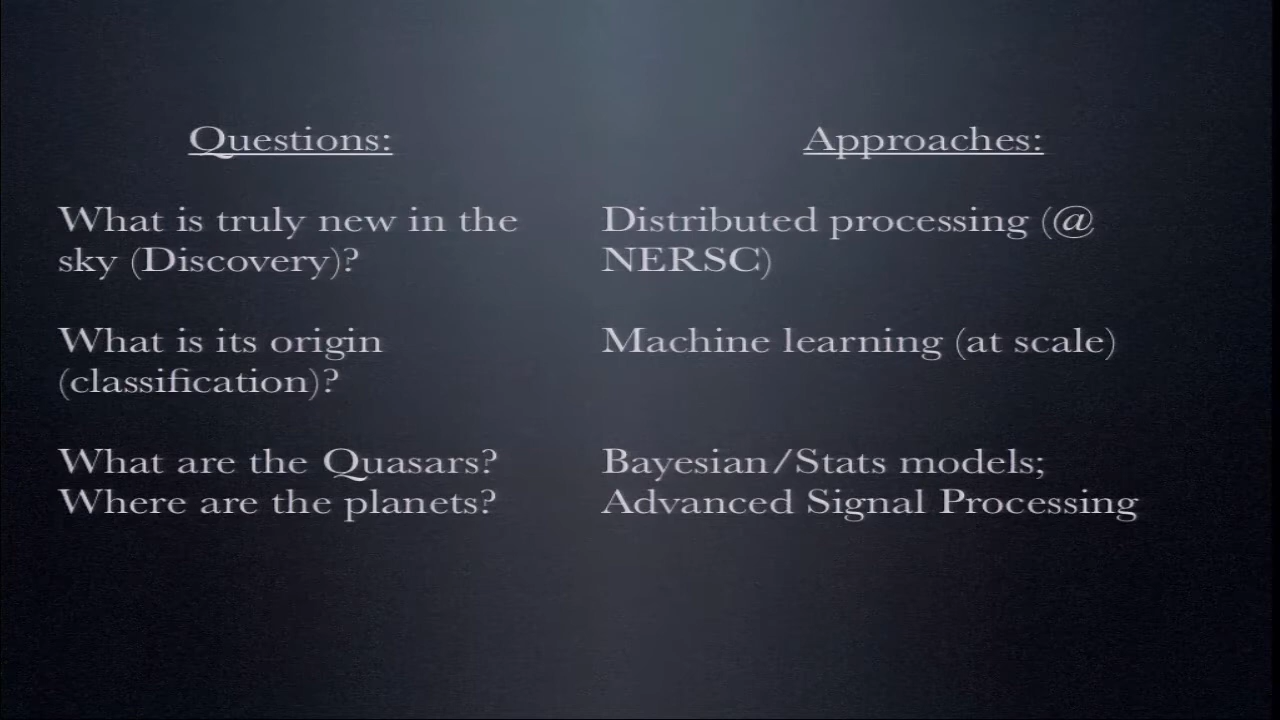 Questions:
What is truly new in the
sky (Discovery)?
What is its origin
(classification)?
What are the Quasars?
Where are the planets?
Approaches:
Distributed processing (@
NERSC)
Machine learning (at scale)
Bayesian/Stats models;
Advanced Signal Processing